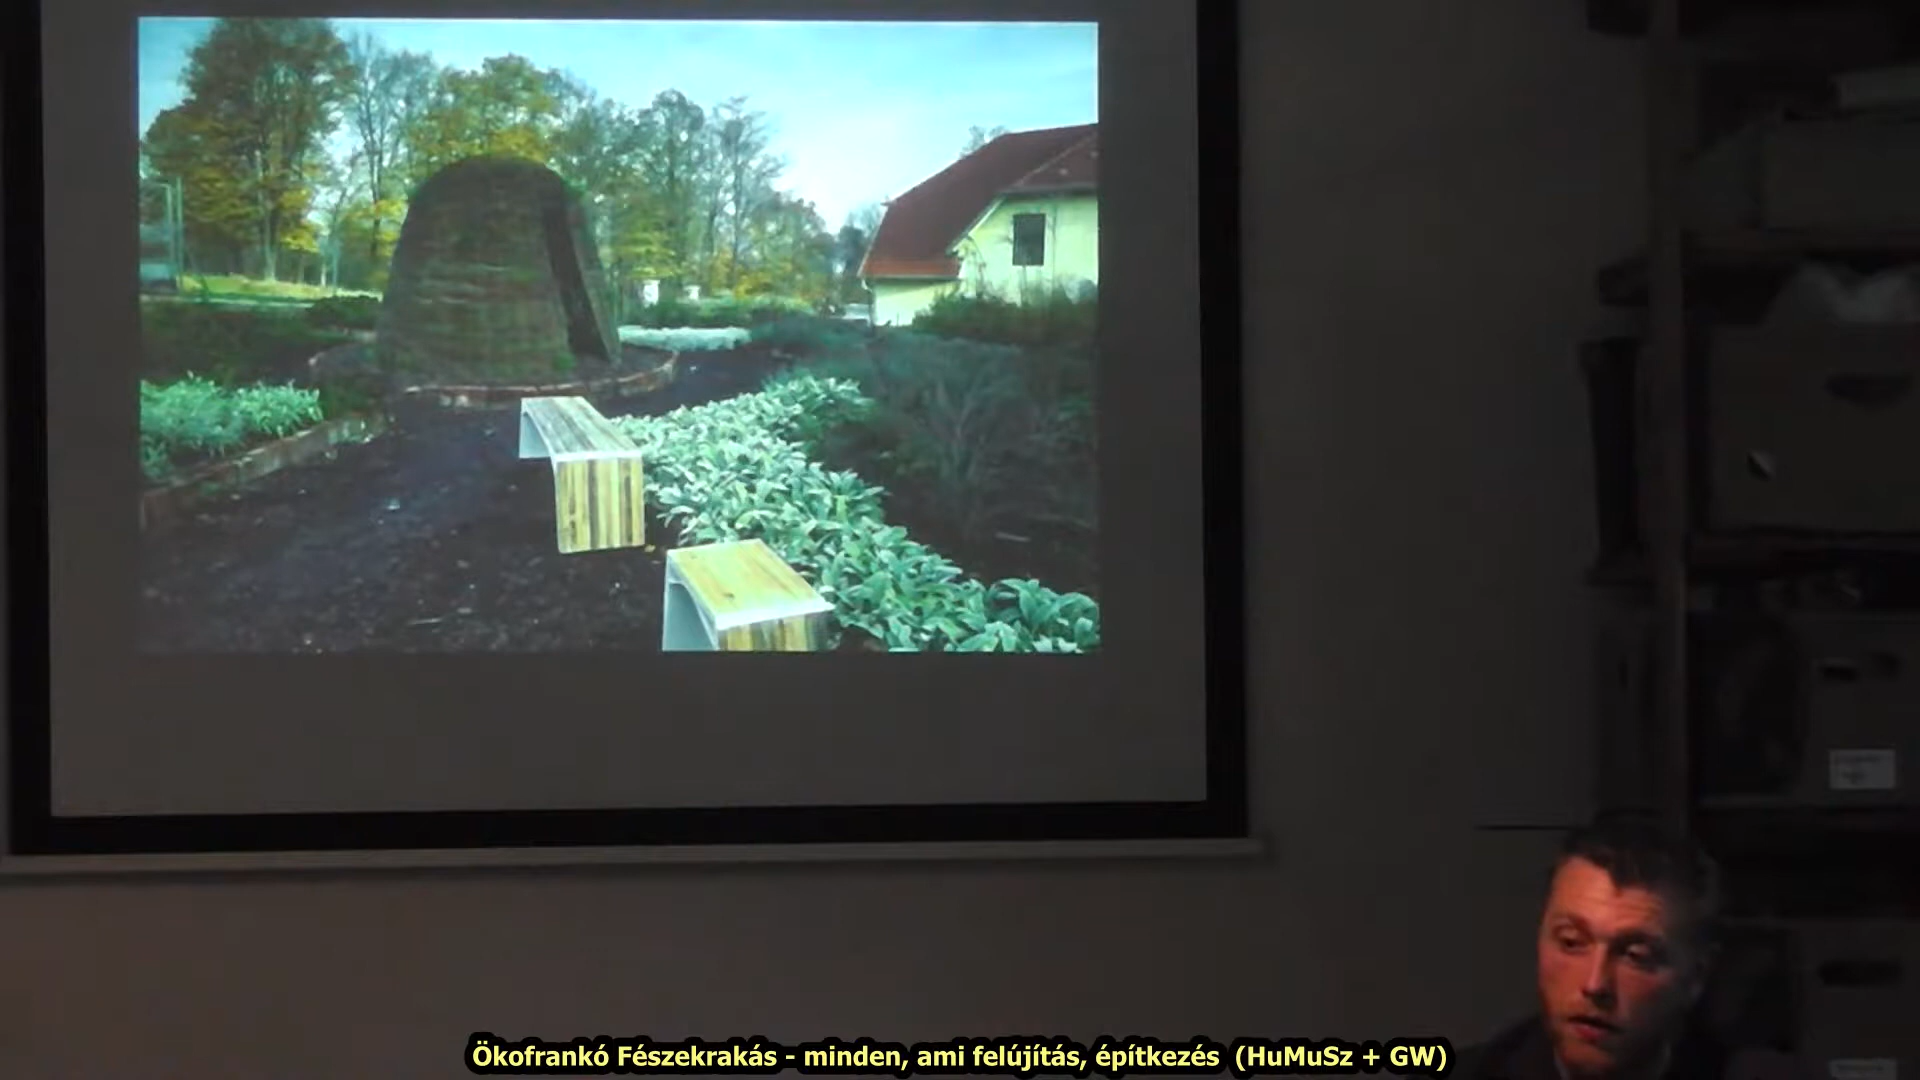 Ökofrankó Fészekrakás - minden, ami felújítás, építkezés (HuMuSz + GW)